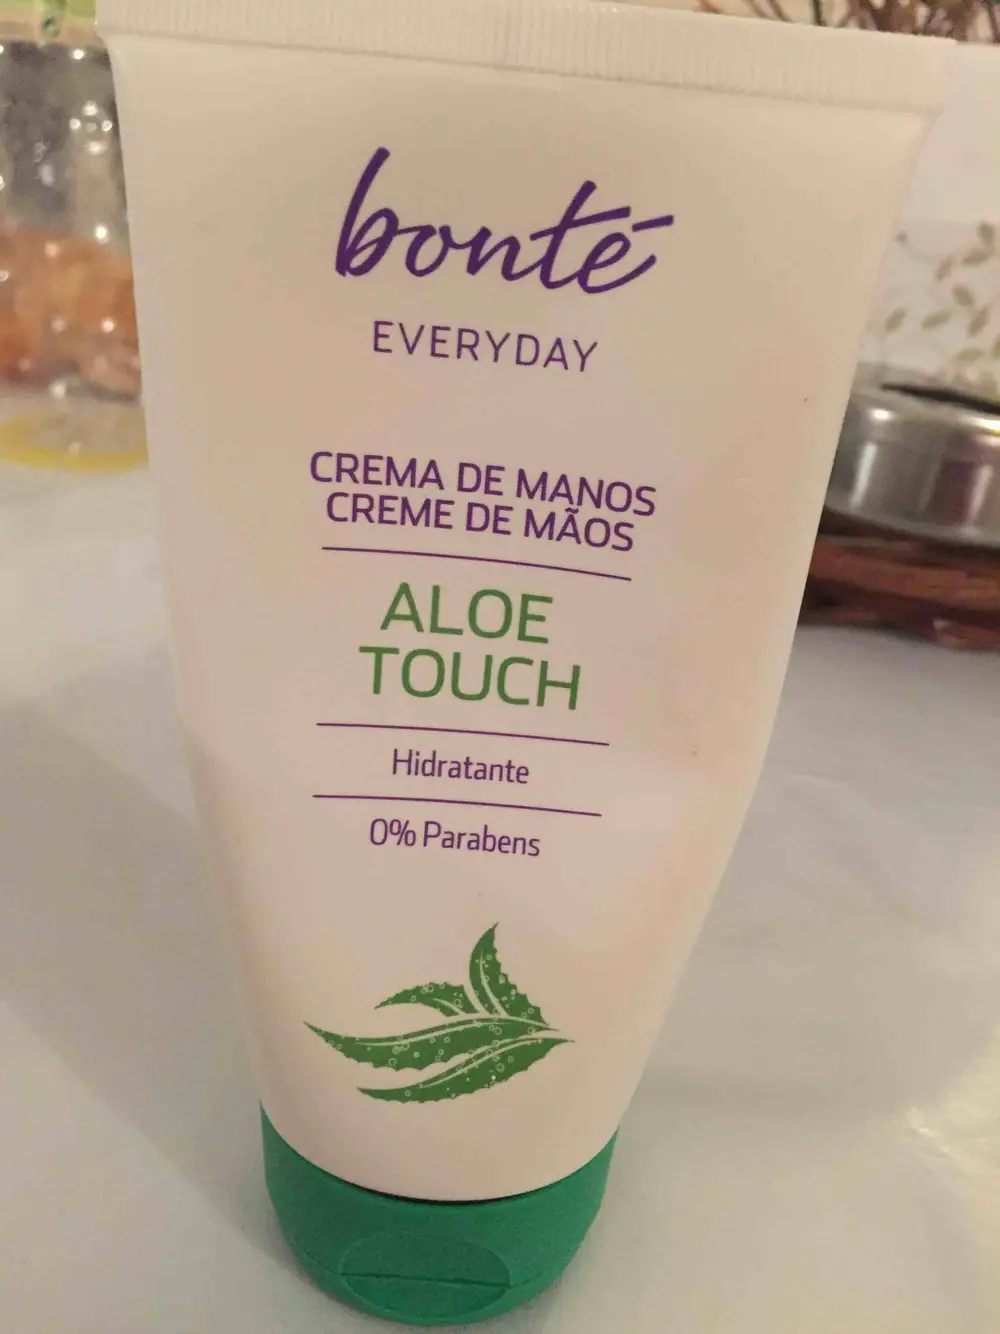 bonté
EVERYDAY
CREMA DE MANOS
CREME DE MÃOS
ALOE
TOUCH
Hidratante
0% Parabens